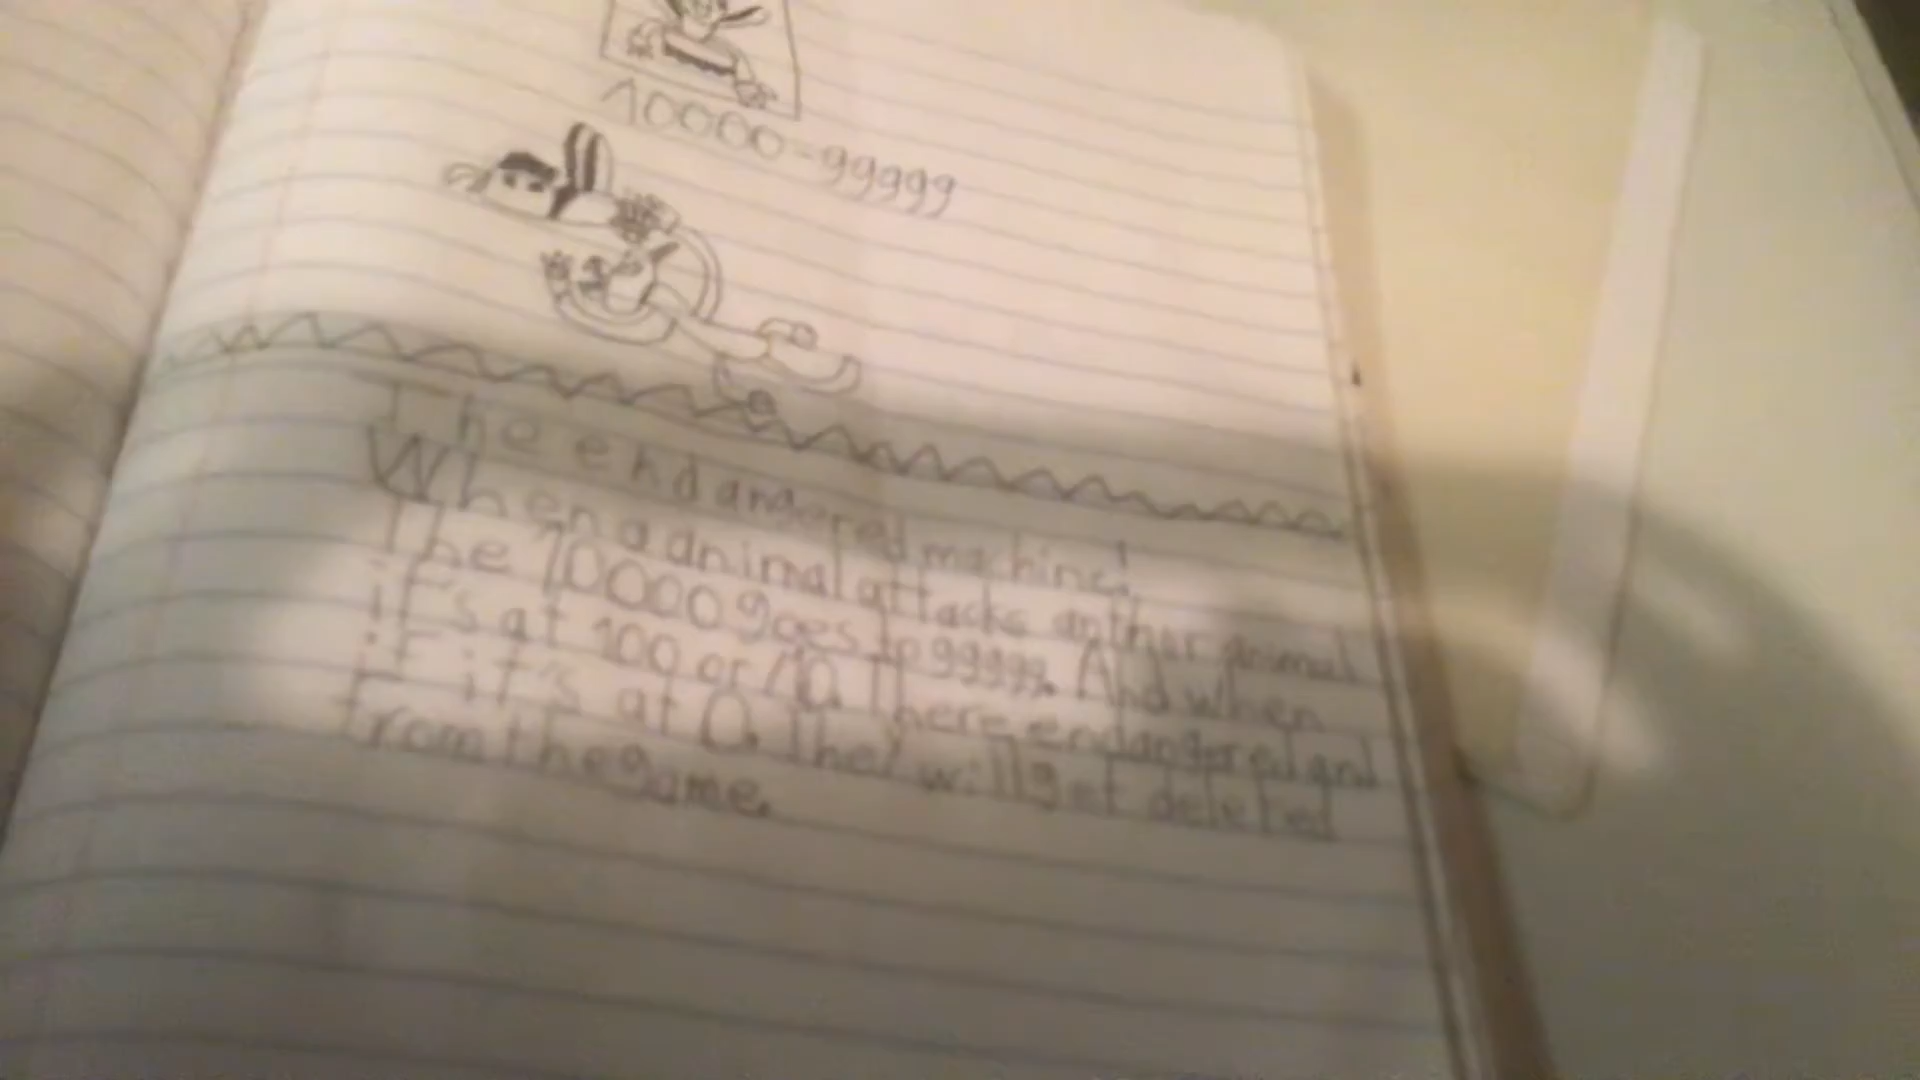 10000-99999
The endangered machine!
When a animal attacks anther animal
The 10000 goes to 99999. And when
if's at 100 or 10. There endangered and
if it's at 0. They will get deleted
from the game.